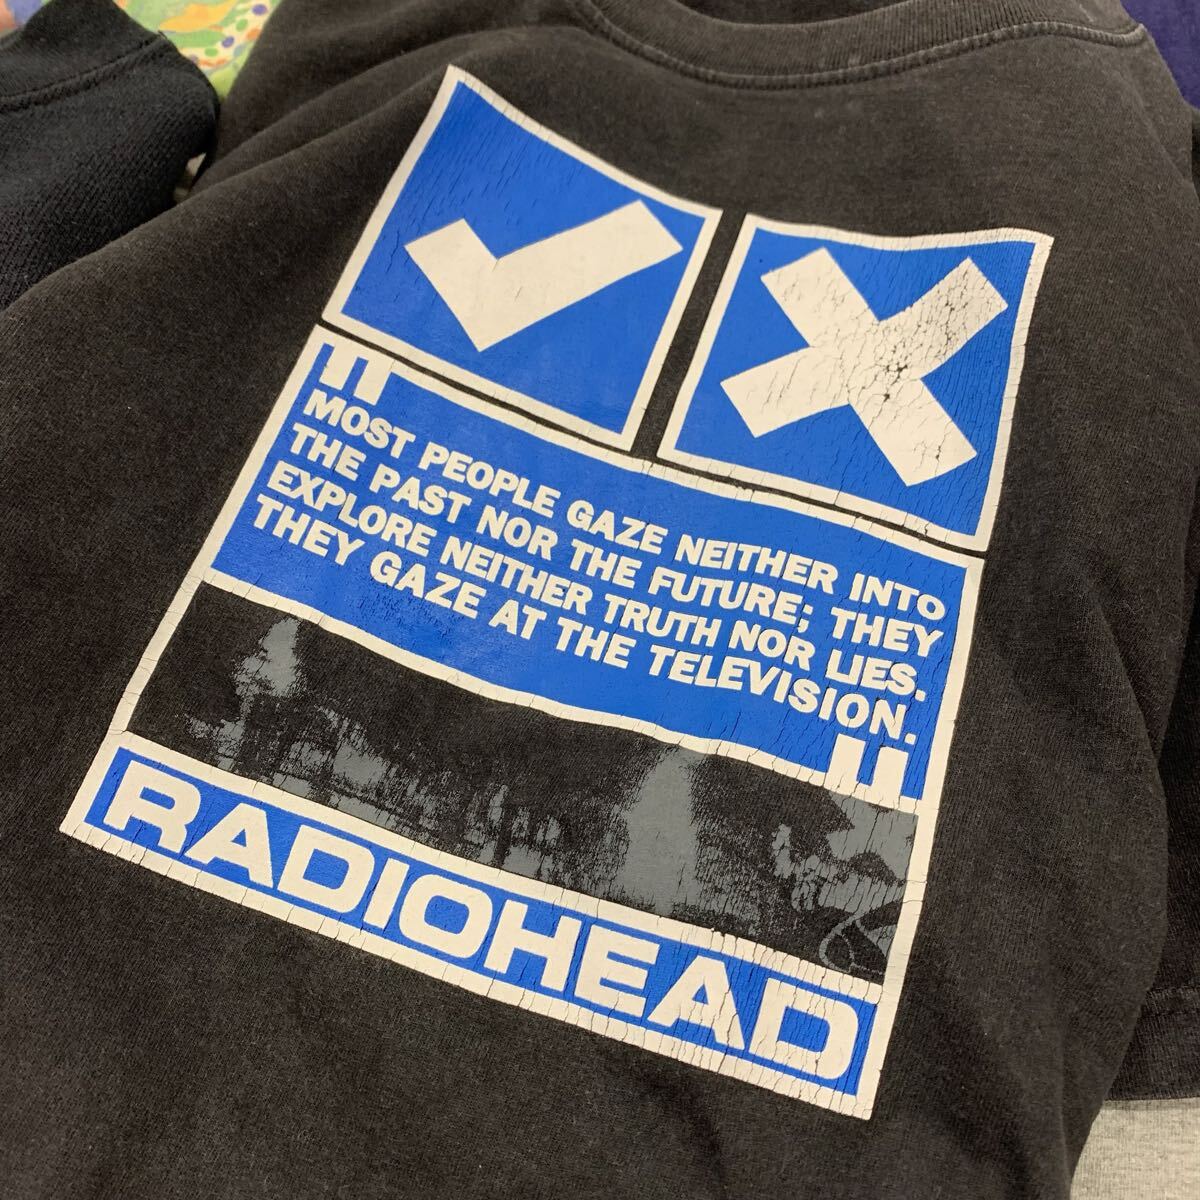 "
MOST PEOPLE GAZE NEITHER INTO
THE PAST NOR THE FUTURE; THEY
EXPLORE NEITHER TRUTH NOR LIES.
THEY GAZE AT THE TELEVISION.
"
RADIOHEAD